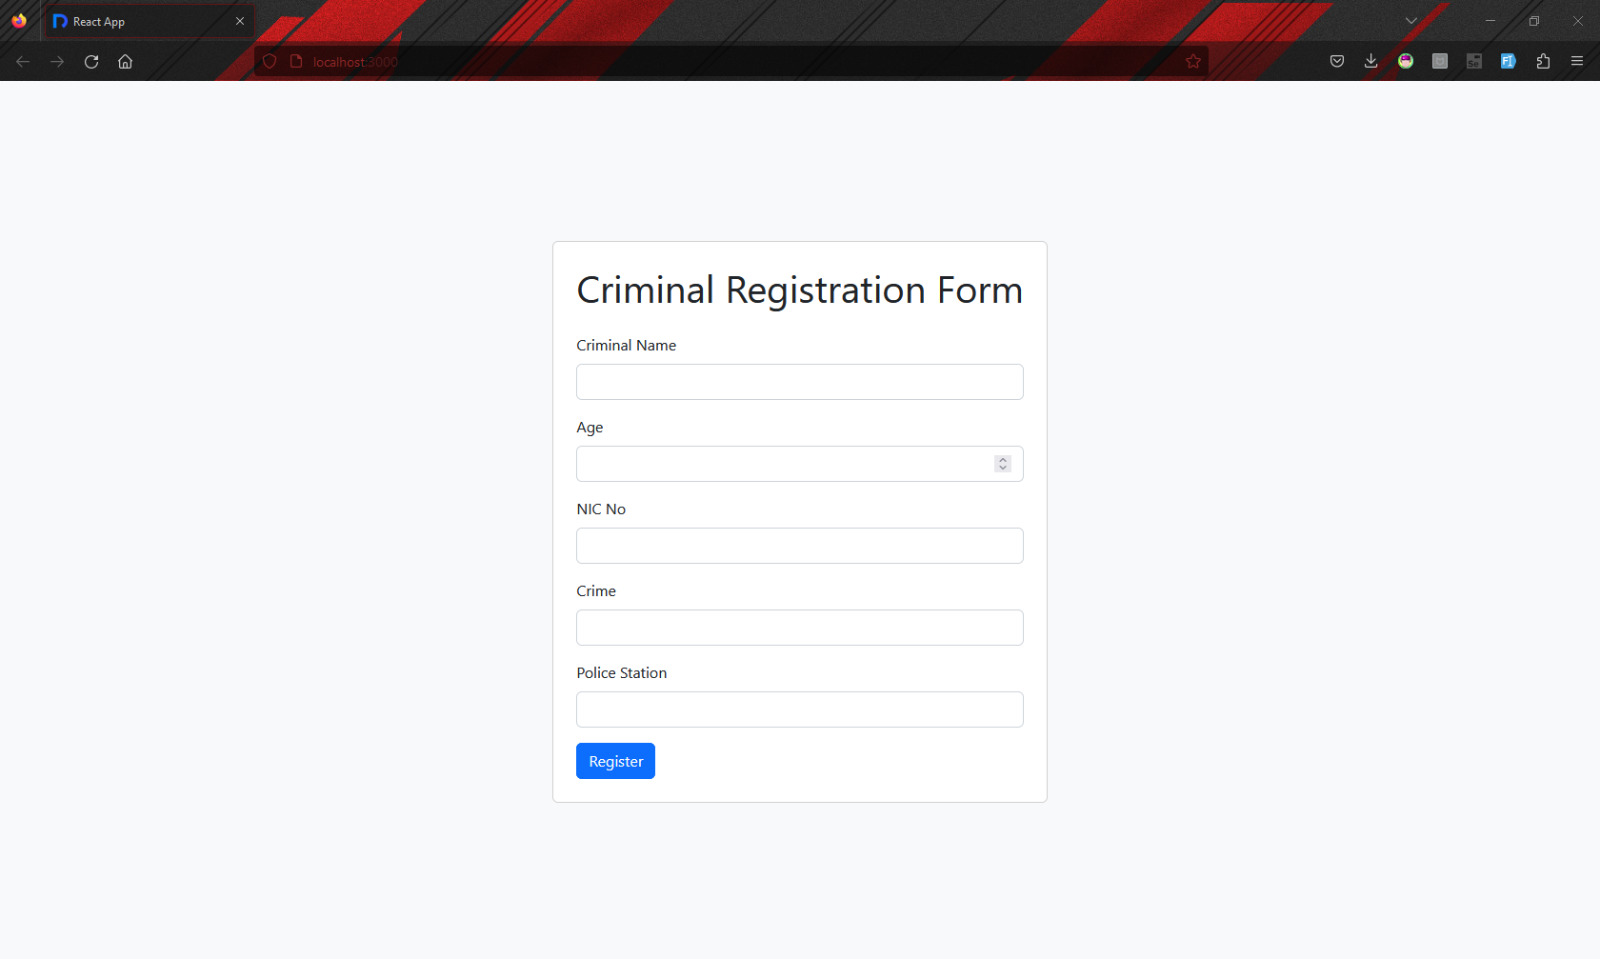 React App
localhost:3000
Criminal Registration Form
Criminal Name
Age
NIC No
Crime
Police Station
Register